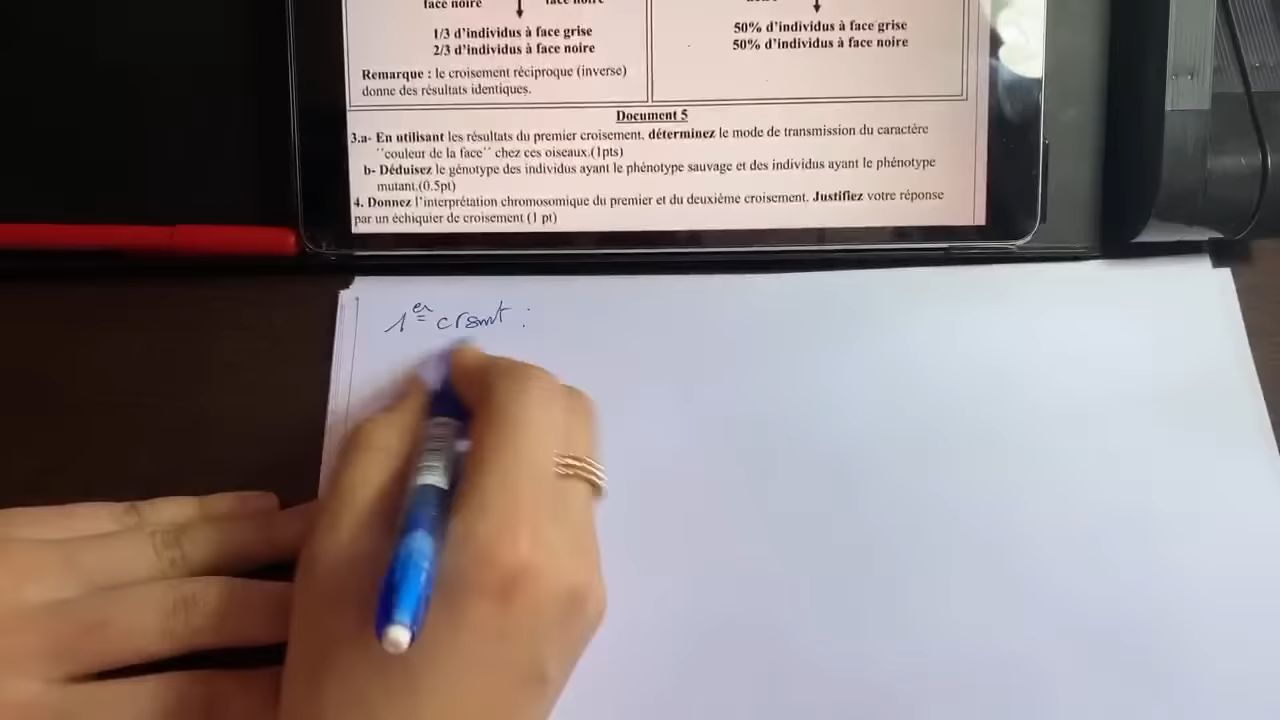 face noire
1/3 d'individus à face grise
2/3 d'individus à face noire
Remarque : le croisement réciproque (inverse)
donne des résultats identiques.
50% d'individus à face grise
50% d'individus à face noire
Document 5
3.a- En utilisant les résultats du premier croisement, déterminez le mode de transmission du caractère
''couleur de la face'' chez ces oiseaux.(1pts)
b- Déduisez le génotype des individus ayant le phénotype sauvage et des individus ayant le phénotype
mutant.(0.5pt)
4. Donnez l'interprétation chromosomique du premier et du deuxième croisement. Justifiez votre réponse
par un échiquier de croisement (1 pt)
1er crsmt :